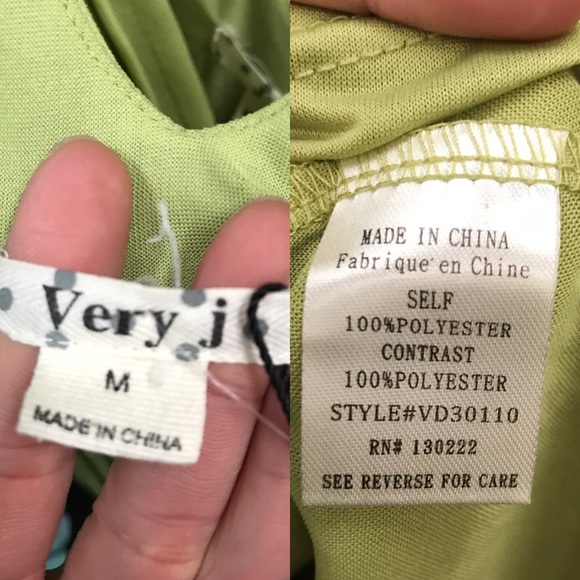 Very j
M
MADE IN CHINA
MADE IN CHINA
Fabrique en Chine
SELF
100%POLYESTER
CONTRAST
100%POLYESTER
STYLE#VD30110
RN# 130222
SEE REVERSE FOR CARE